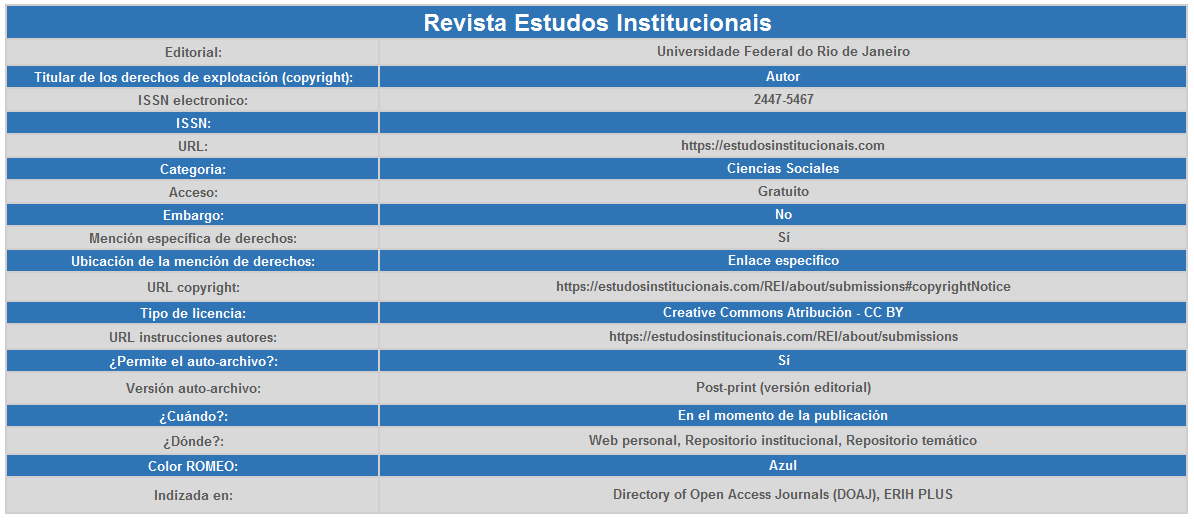 Revista Estudos Institucionais
Editorial: Universidade Federal do Rio de Janeiro
Titular de los derechos de explotación (copyright): Autor
ISSN electronico: 2447-5467
ISSN:
URL: https://estudosinstitucionais.com
Categoria: Ciencias Sociales
Acceso: Gratuito
Embargo: No
Mención específica de derechos: Sí
Ubicación de la mención de derechos: Enlace especifico
URL copyright: https://estudosinstitucionais.com/REI/about/submissions#copyrightNotice
Tipo de licencia: Creative Commons Atribución - CC BY
URL instrucciones autores: https://estudosinstitucionais.com/REI/about/submissions
¿Permite el auto-archivo?: Sí
Versión auto-archivo: Post-print (versión editorial)
¿Cuándo?: En el momento de la publicación
¿Dónde?: Web personal, Repositorio institucional, Repositorio temático
Color ROMEO: Azul
Indizada en: Directory of Open Access Journals (DOAJ), ERIH PLUS